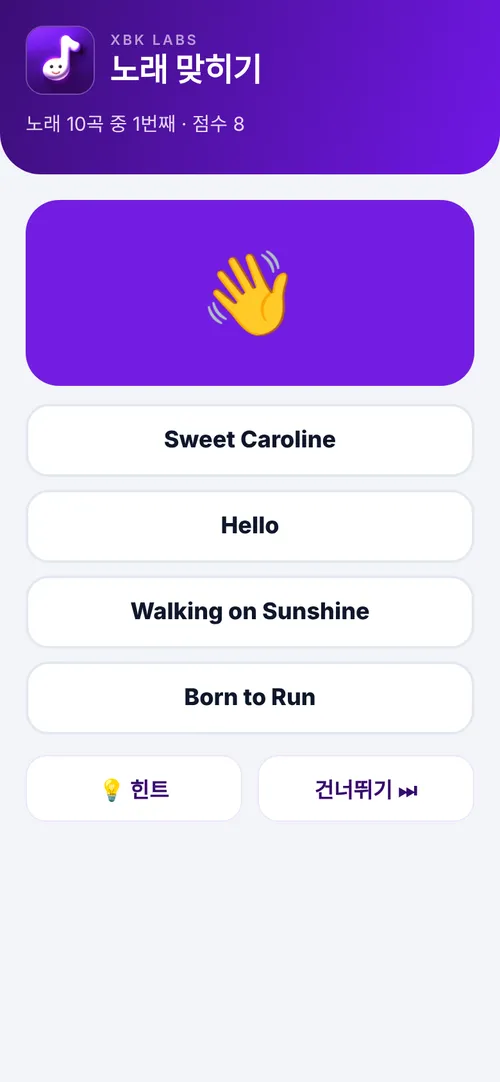 XBK LABS
노래 맞히기
노래 10곡 중 1번째 · 점수 8
Sweet Caroline
Hello
Walking on Sunshine
Born to Run
💡 힌트
건너뛰기 ⏭